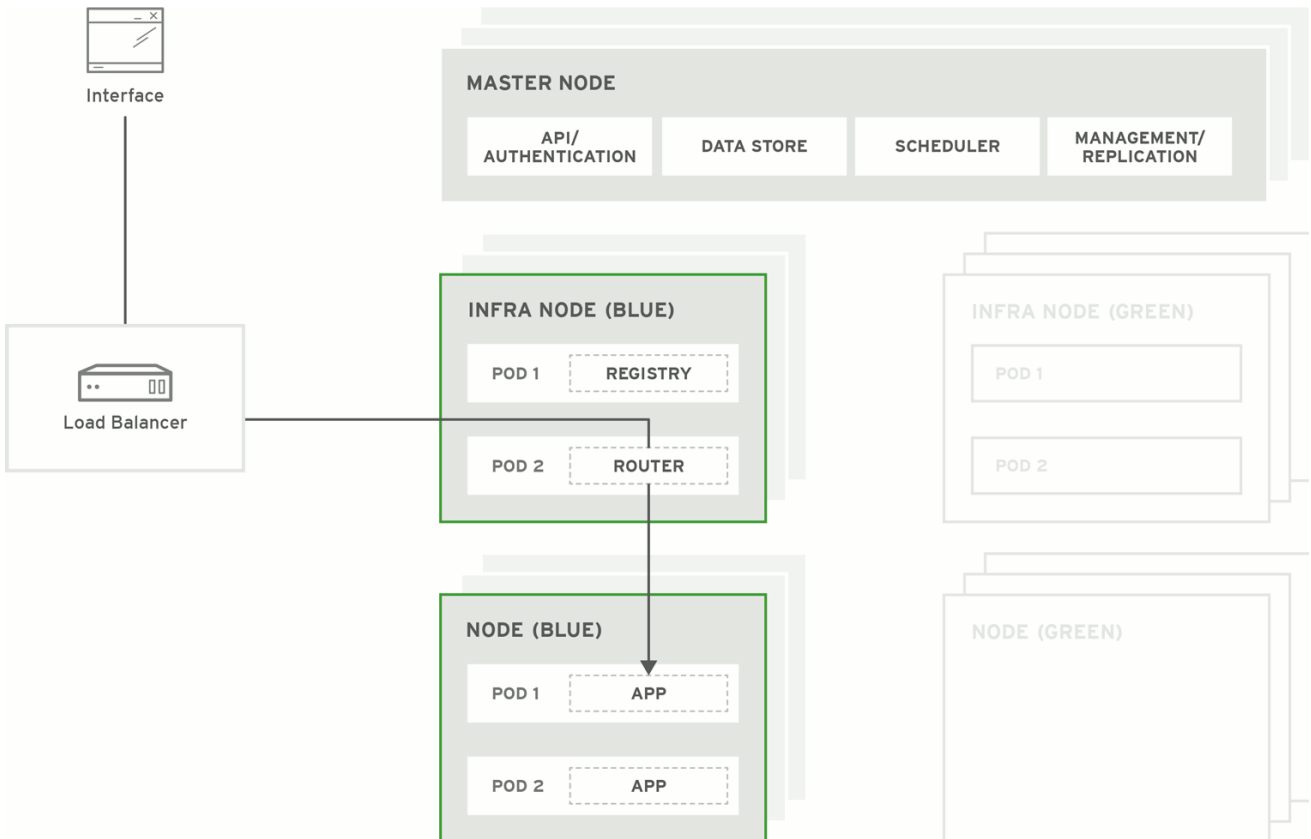 Interface
MASTER NODE
API/
AUTHENTICATION
DATA STORE
SCHEDULER
MANAGEMENT/
REPLICATION
Load Balancer
INFRA NODE (BLUE)
POD 1
REGISTRY
POD 2
ROUTER
INFRA NODE (GREEN)
POD 1
POD 2
NODE (BLUE)
POD 1
APP
POD 2
APP
NODE (GREEN)